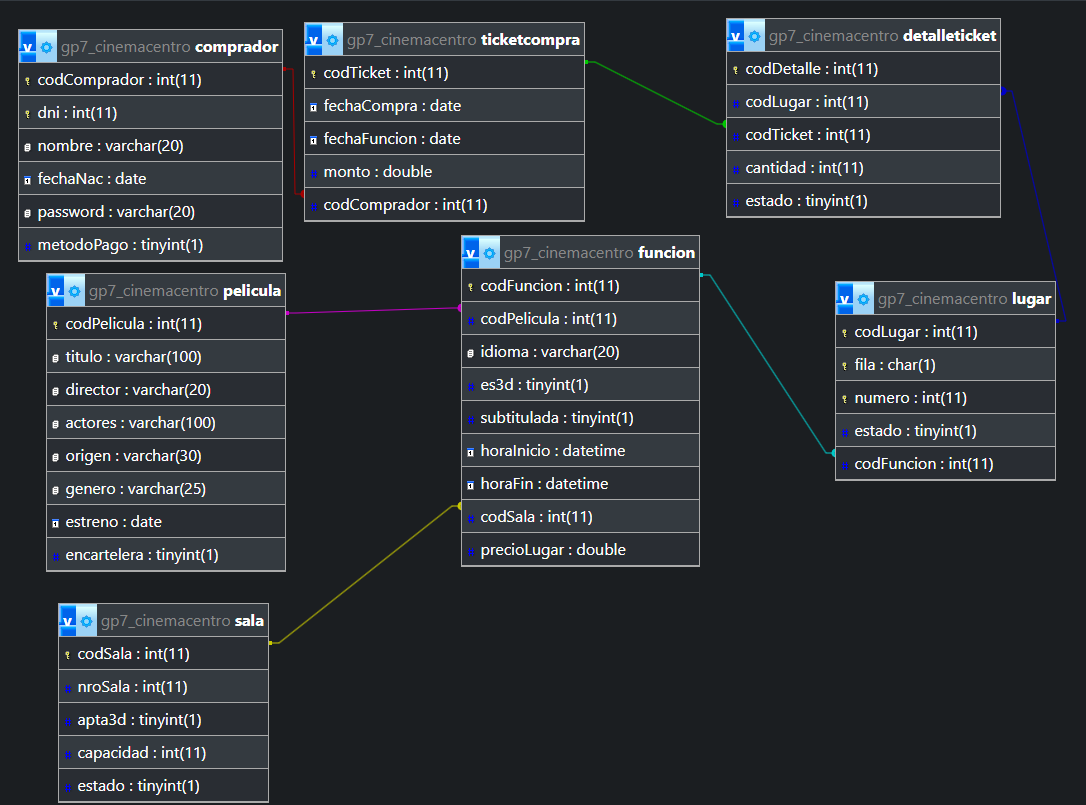 gp7_cinemacentro comprador
codComprador : int(11)
dni : int(11)
nombre : varchar(20)
fechaNac : date
password : varchar(20)
metodoPago : tinyint(1)
gp7_cinemacentro ticketcompra
codTicket : int(11)
fechaCompra : date
fechaFuncion : date
monto : double
codComprador : int(11)
gp7_cinemacentro detalleticket
codDetalle : int(11)
codLugar : int(11)
codTicket : int(11)
cantidad : int(11)
estado : tinyint(1)
gp7_cinemacentro pelicula
codPelicula : int(11)
titulo : varchar(100)
director : varchar(20)
actores : varchar(100)
origen : varchar(30)
genero : varchar(25)
estreno : date
encartelera : tinyint(1)
gp7_cinemacentro funcion
codFuncion : int(11)
codPelicula : int(11)
idioma : varchar(20)
es3d : tinyint(1)
subtitulada : tinyint(1)
horaInicio : datetime
horaFin : datetime
codSala : int(11)
precioLugar : double
gp7_cinemacentro lugar
codLugar : int(11)
fila : char(1)
numero : int(11)
estado : tinyint(1)
codFuncion : int(11)
gp7_cinemacentro sala
codSala : int(11)
nroSala : int(11)
apta3d : tinyint(1)
capacidad : int(11)
estado : tinyint(1)